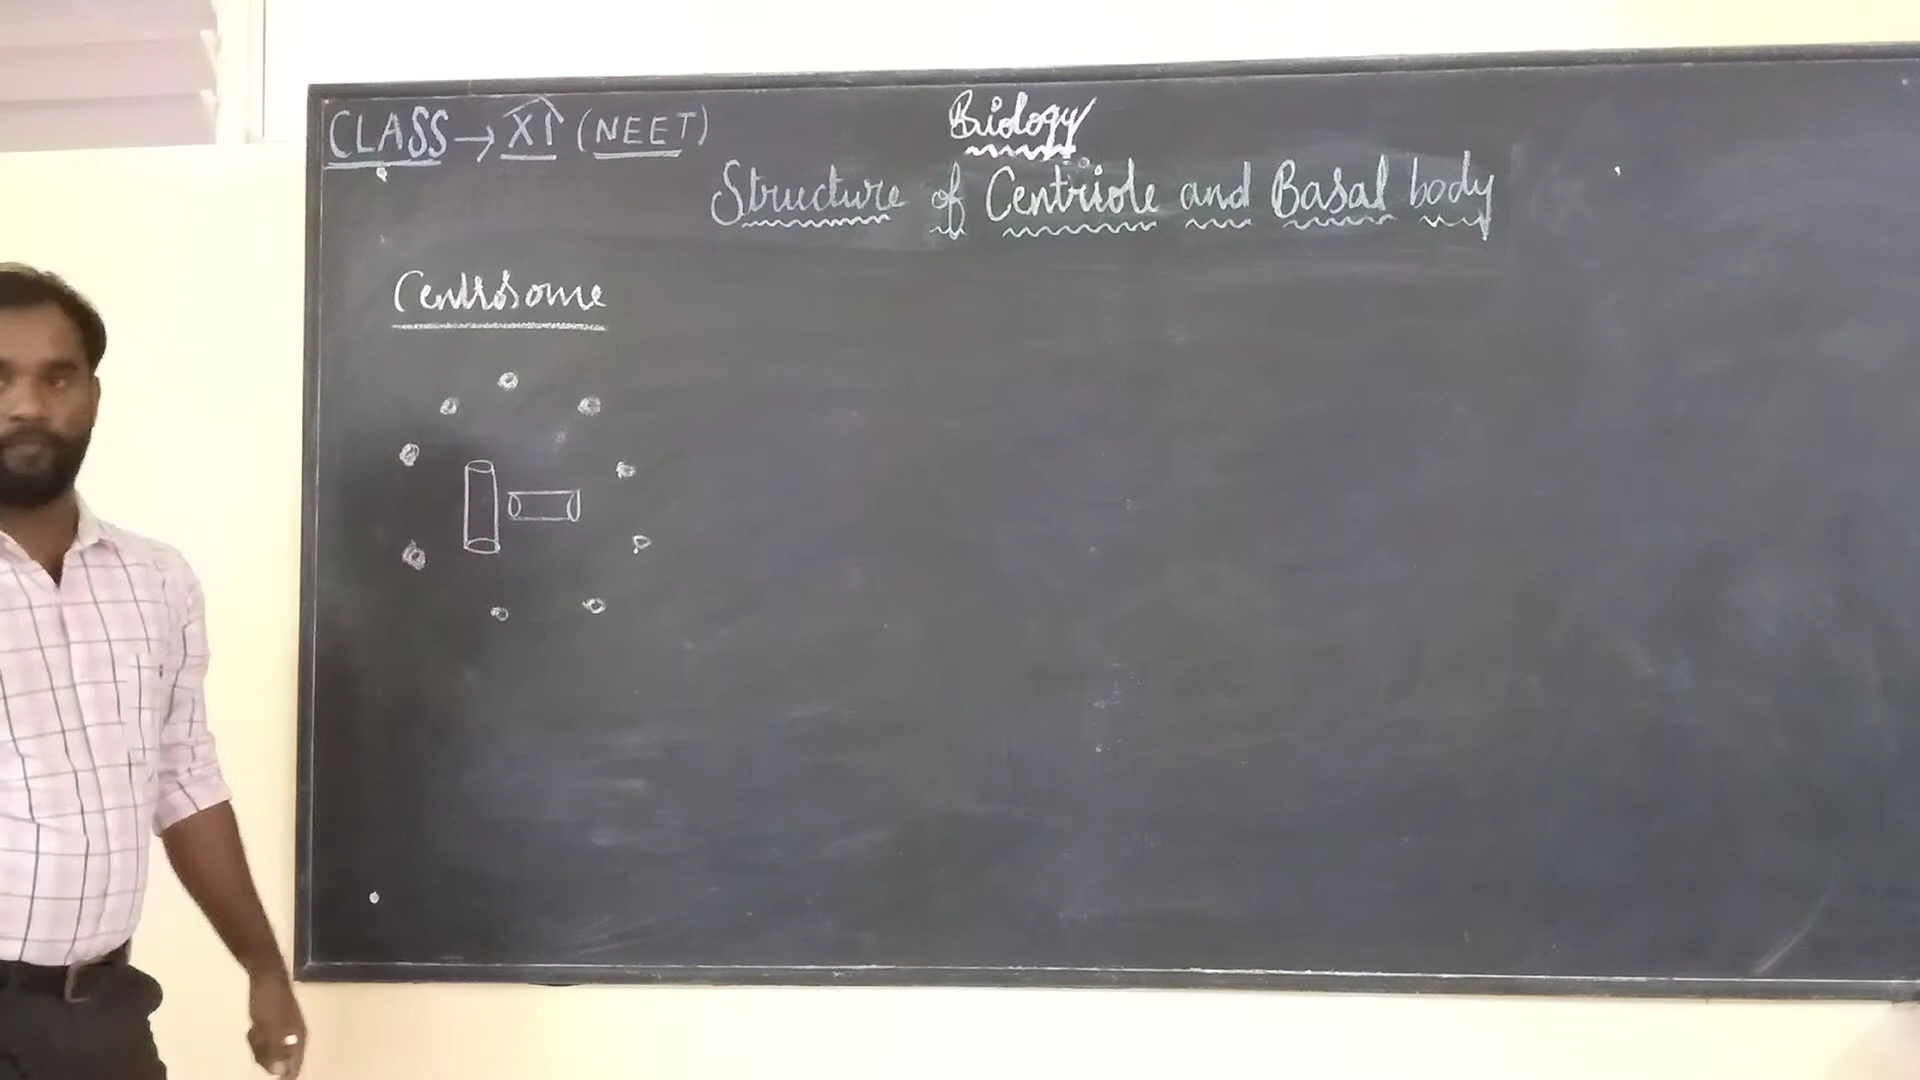 CLASS → XI (NEET)
Biology
Structure of Centriole and Basal body
Centrosome